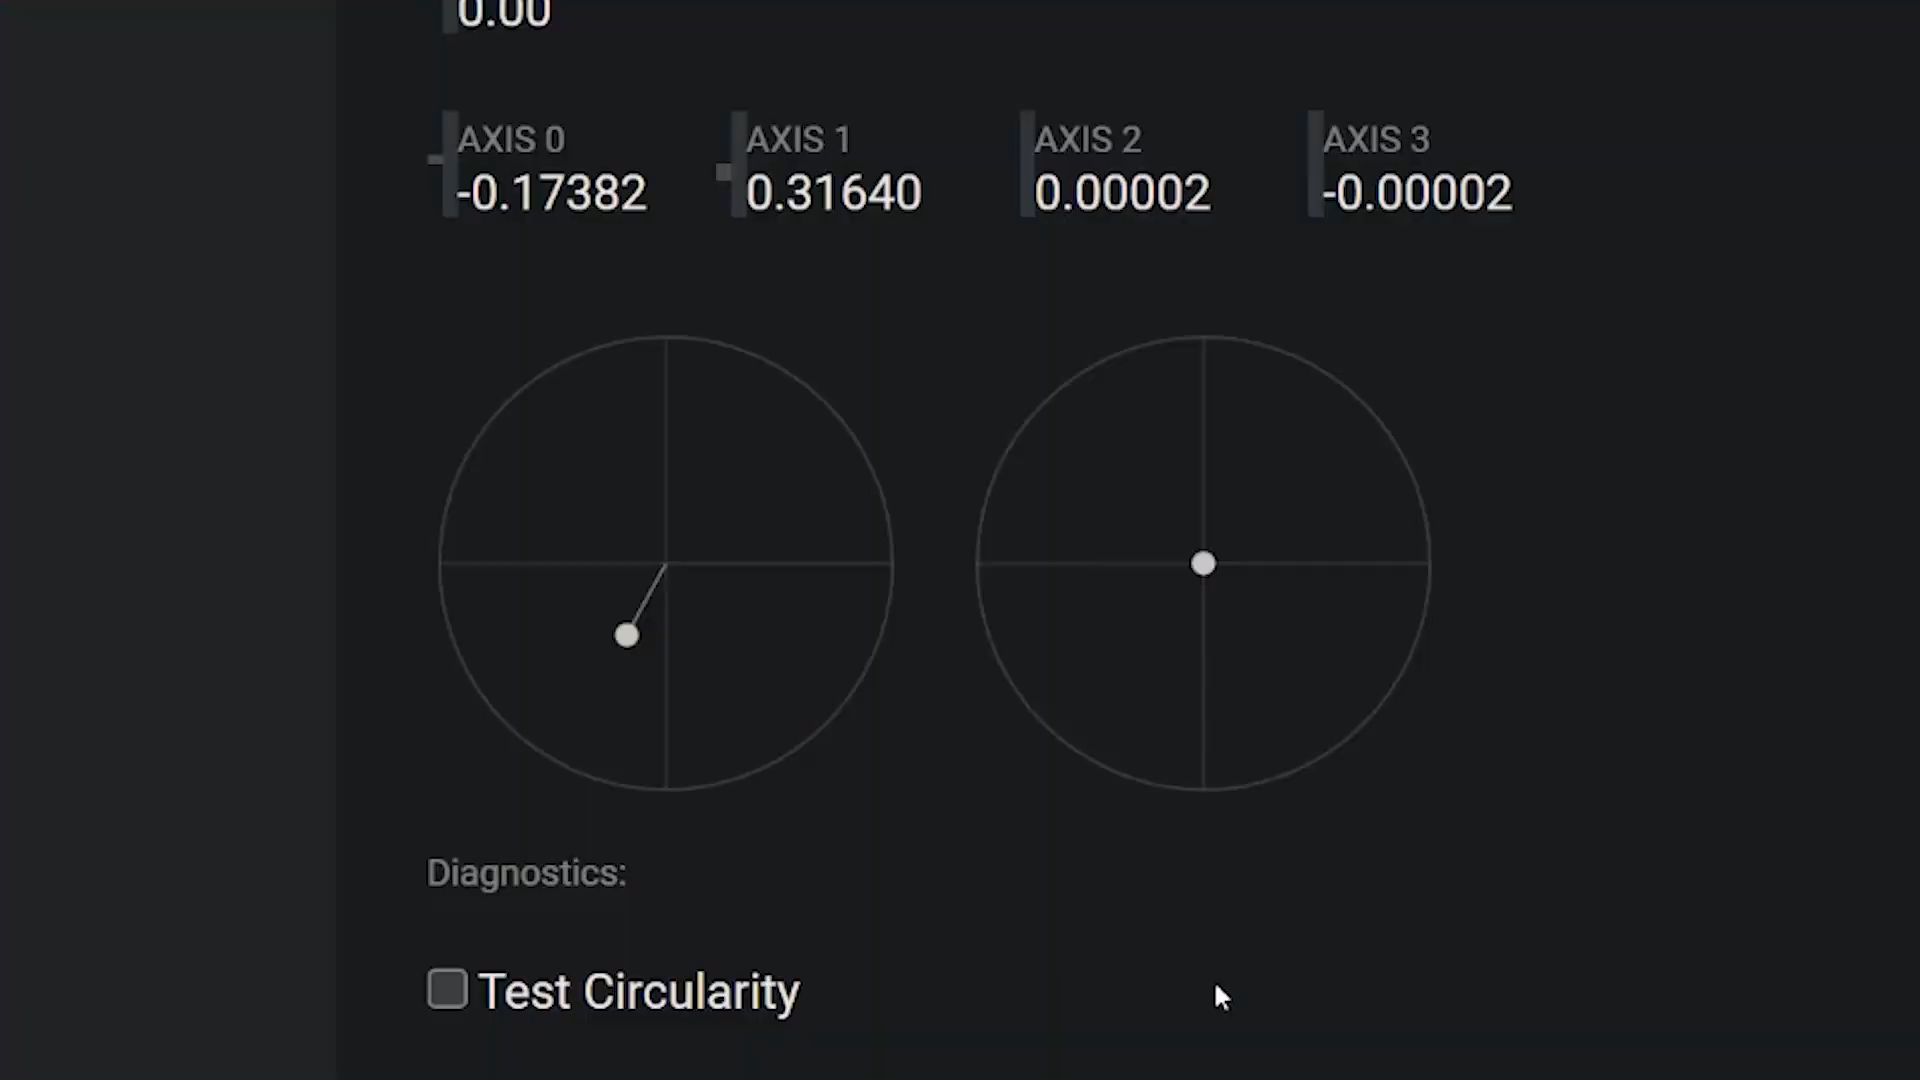 0.00
AXIS 0 AXIS 1 AXIS 2 AXIS 3
-0.17382 0.31640 0.00002 -0.00002
Diagnostics:
Test Circularity